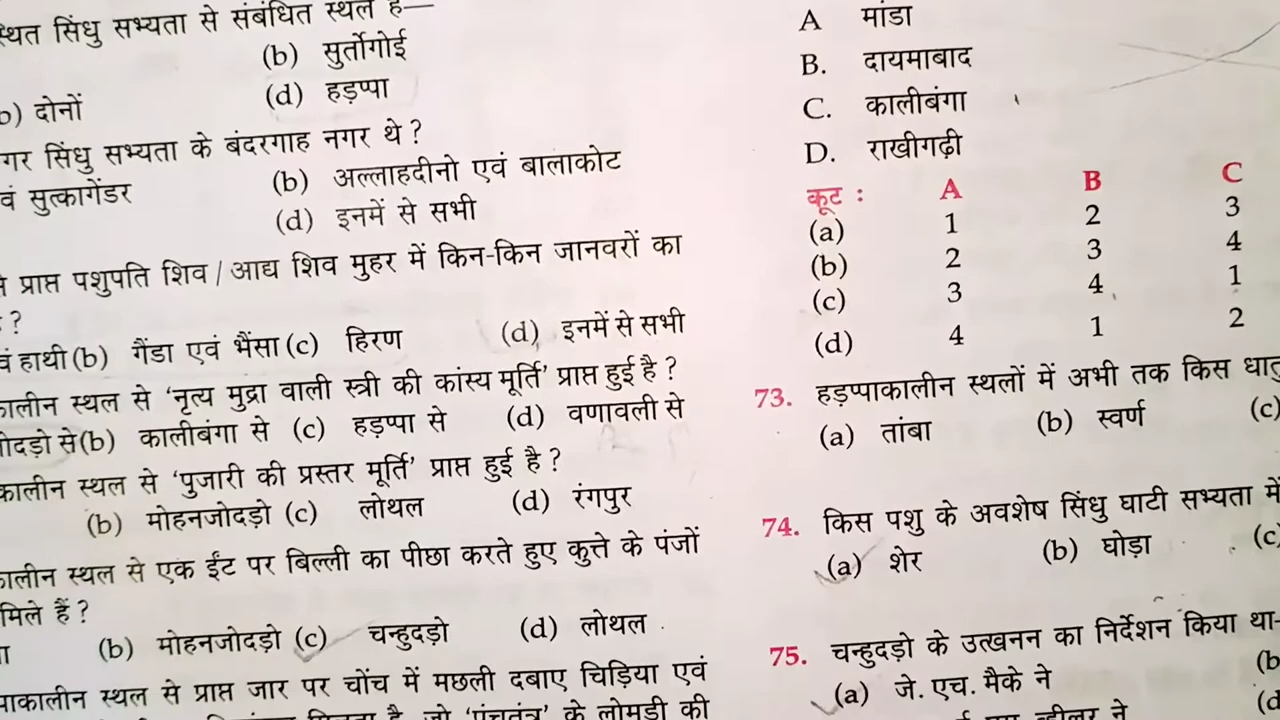 सिंधु सभ्यता से संबंधित स्थल है—
(b) सुर्तोगोई
दोनों (d) हड़प्पा
सिंधु सभ्यता के बंदरगाह नगर थे ?
सुत्कागेंडर (b) अल्लाहदीनो एवं बालाकोट
(d) इनमें से सभी
प्राप्त पशुपति शिव / आद्य शिव मुहर में किन-किन जानवरों का
?
हाथी (b) गैंडा एवं भैंसा (c) हिरण (d) इनमें से सभी
स्थल से ‘नृत्य मुद्रा वाली स्त्री की कांस्य मूर्ति’ प्राप्त हुई है ?
से (b) कालीबंगा से (c) हड़प्पा से (d) वणावली से
स्थल से ‘पुजारी की प्रस्तर मूर्ति’ प्राप्त हुई है ?
(b) मोहनजोदड़ो (c) लोथल (d) रंगपुर
स्थल से एक ईंट पर बिल्ली का पीछा करते हुए कुत्ते के पंजों
मिले हैं ?
(b) मोहनजोदड़ो (c) चन्हुदड़ो (d) लोथल
स्थल से प्राप्त जार पर चोंच में मछली दबाए चिड़िया एवं
है, जो ‘पंचतंत्र’ के लोमड़ी की
A मांडा
B. दायमाबाद
C. कालीबंगा
D. राखीगढ़ी
कूट : A B C
(a) 1 2 3
(b) 2 3 4
(c) 3 4 1
(d) 4 1 2
73. हड़प्पाकालीन स्थलों में अभी तक किस
(a) तांबा (b) स्वर्ण (c)
74. किस पशु के अवशेष सिंधु घाटी सभ्यता में
(a) शेर (b) घोड़ा (c)
75. चन्हुदड़ो के उत्खनन का निर्देशन किया था-
(a) जे. एच. मैके ने
व्हीलर ने